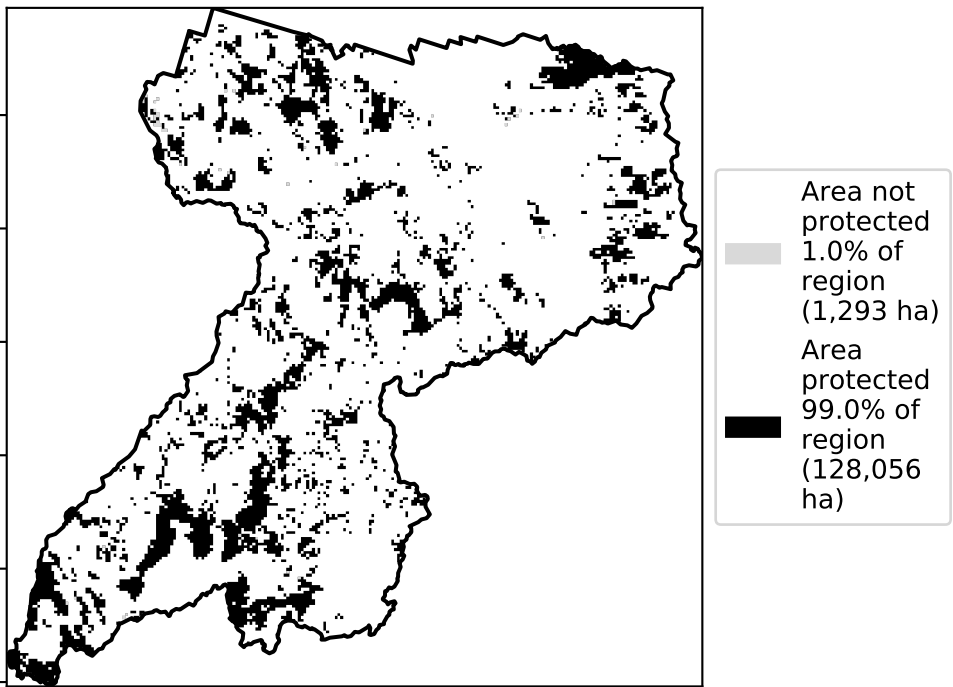 Area not
protected
1.0% of
region
(1,293 ha)
Area
protected
99.0% of
region
(128,056
ha)